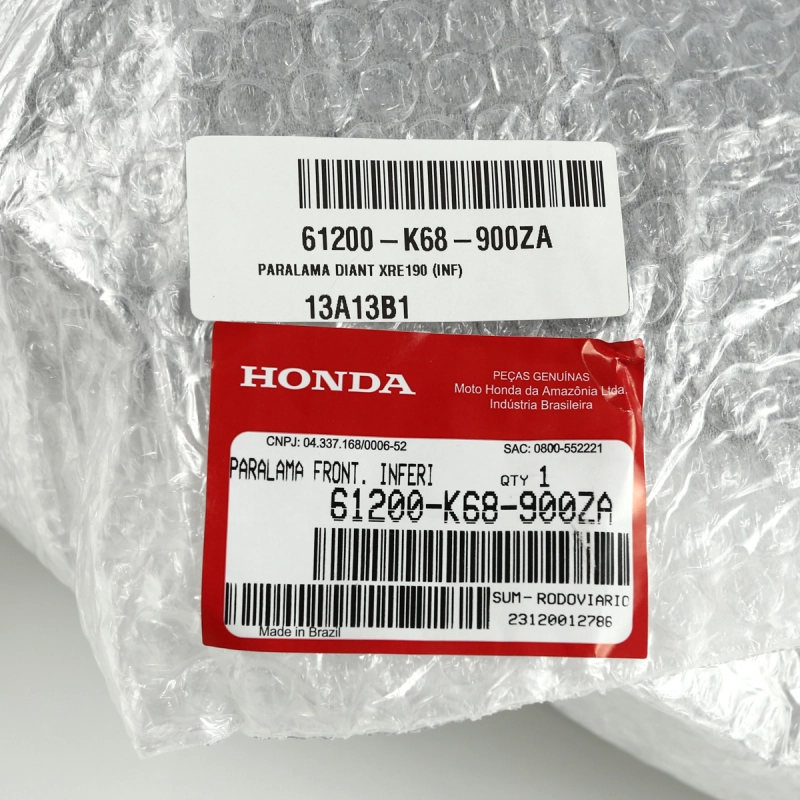 61200-K68-900ZA
PARALAMA DIANT XRE190 (INF)
13A13B1
HONDA
PEÇAS GENUÍNAS
Moto Honda da Amazônia Ltda.
Indústria Brasileira
CNPJ: 04.337.168/0006-52 SAC: 0800-552221
PARALAMA FRONT. INFERI QTY 1
61200-K68-900ZA
SUM-RODOVIARIO
23120012786
Made in Brazil